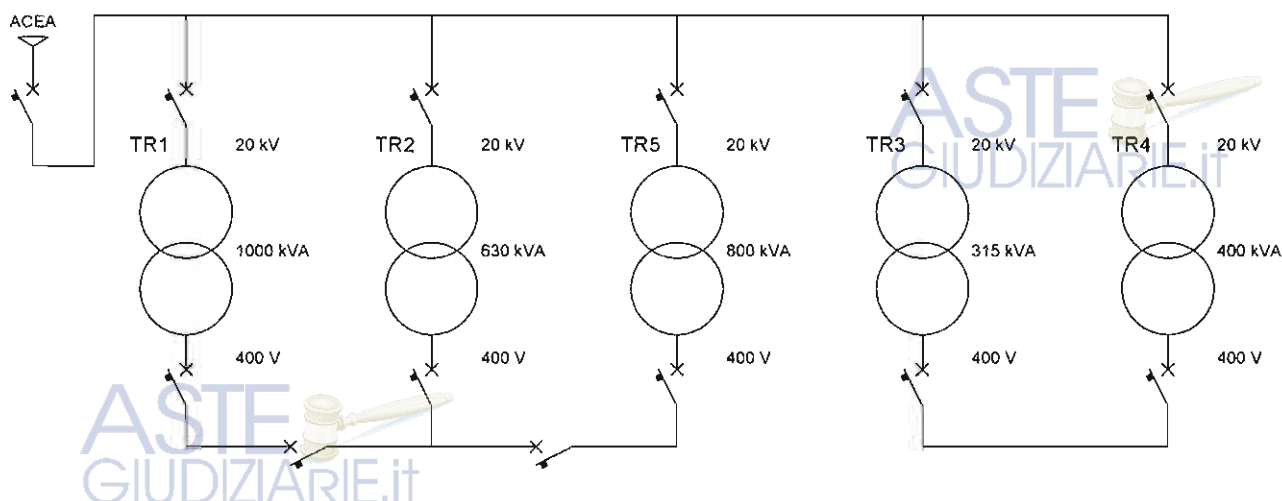 ACEA
TR1 20 kV
TR2 20 kV
TR5 20 kV
TR3 20 kV
TR4 20 kV
ASTE
GIUDIZIARIE.it
1000 kVA
630 kVA
800 kVA
315 kVA
400 kVA
400 V
400 V
400 V
400 V
400 V
ASTE
GIUDIZIARIE.it